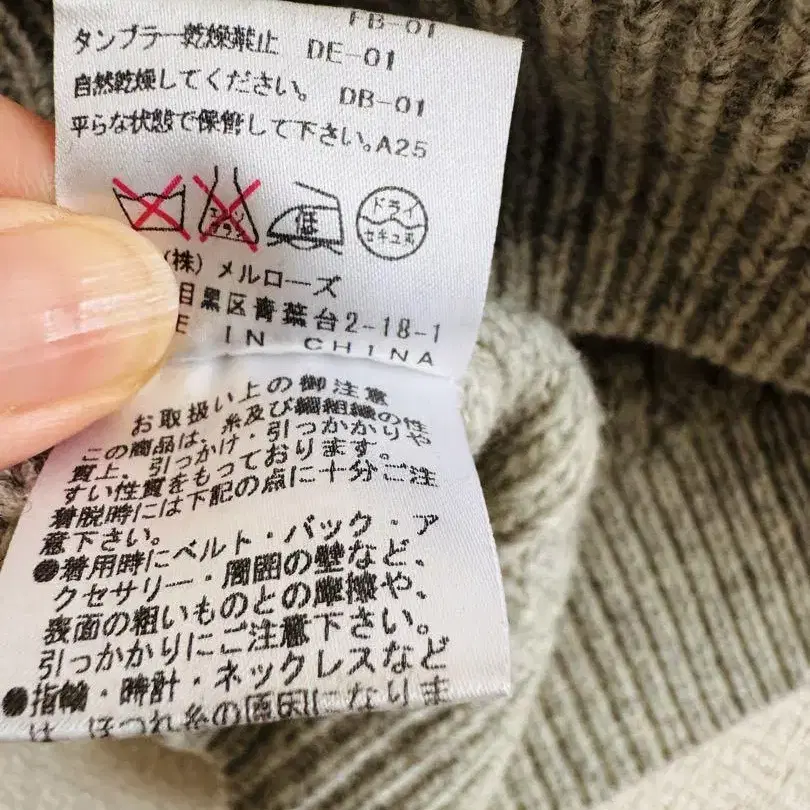 FB-01
タンブラー乾燥禁止 DE-01
自然乾燥してください。 DB-01
平らな状態で保管して下さい。A25
エンソサラシ
低
ドライ
セキユ系
(株) メルローズ
目黒区青葉台2-18-1
E IN CHINA
お取扱い上の御注意
この商品は、糸及び編組織の性
質上、引っかけ・引っかかりや
すい性質をもっております。
着脱時には下記の点に十分ご注
意下さい。
●着用時にベルト・バック・ア
クセサリー・周囲の壁など、
表面の粗いものとの摩擦や、
引っかかりにご注意下さい。
●指輪・時計・ネックレスなど
は、ほつれ糸の原因になりま